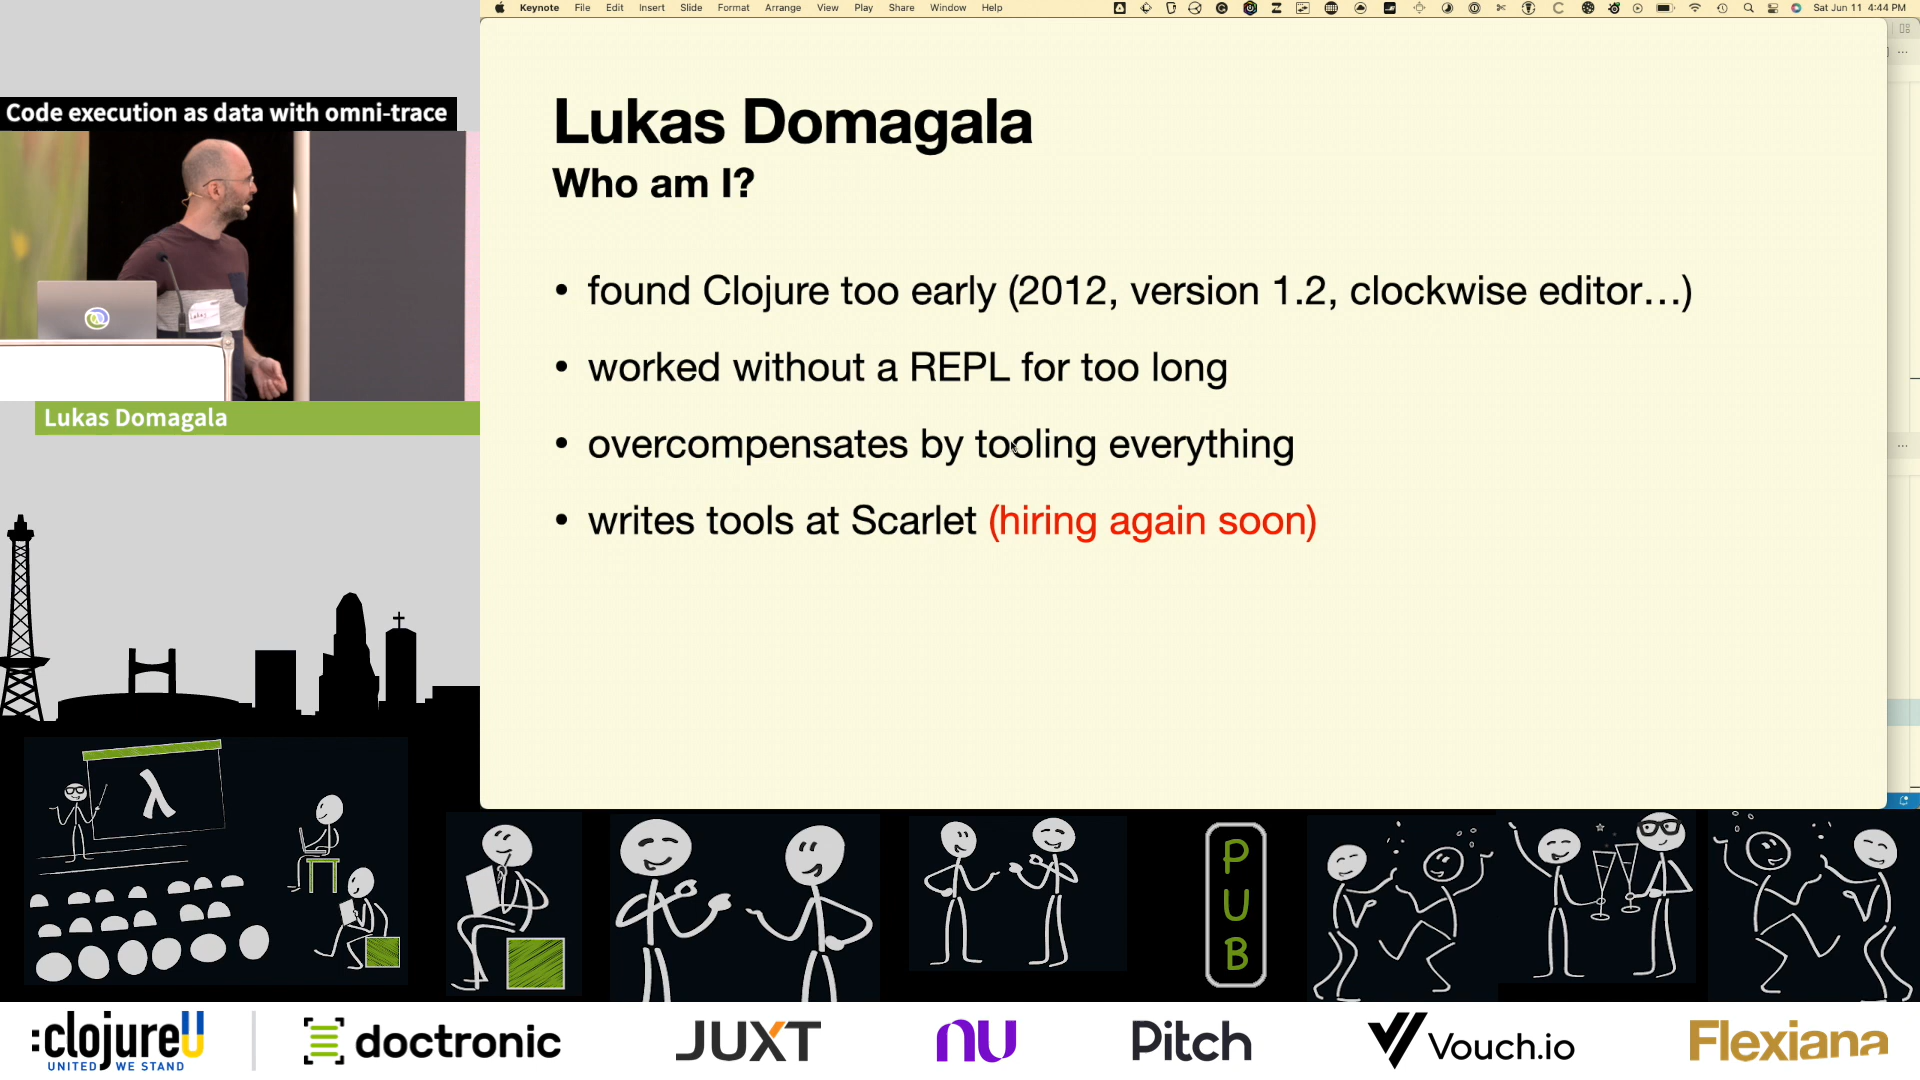 Keynote File Edit Insert Slide Format Arrange View Play Share Window Help Sat Jun 11 4:44 PM
Code execution as data with omni-trace
Lukas Domagala
Lukas Domagala
Who am I?
• found Clojure too early (2012, version 1.2, clockwise editor…)
• worked without a REPL for too long
• overcompensates by tooling everything
• writes tools at Scarlet (hiring again soon)
λ
PUB
:clojureU
UNITED WE STAND
doctronic
JUXT
nu
Pitch
Vouch.io
Flexiana